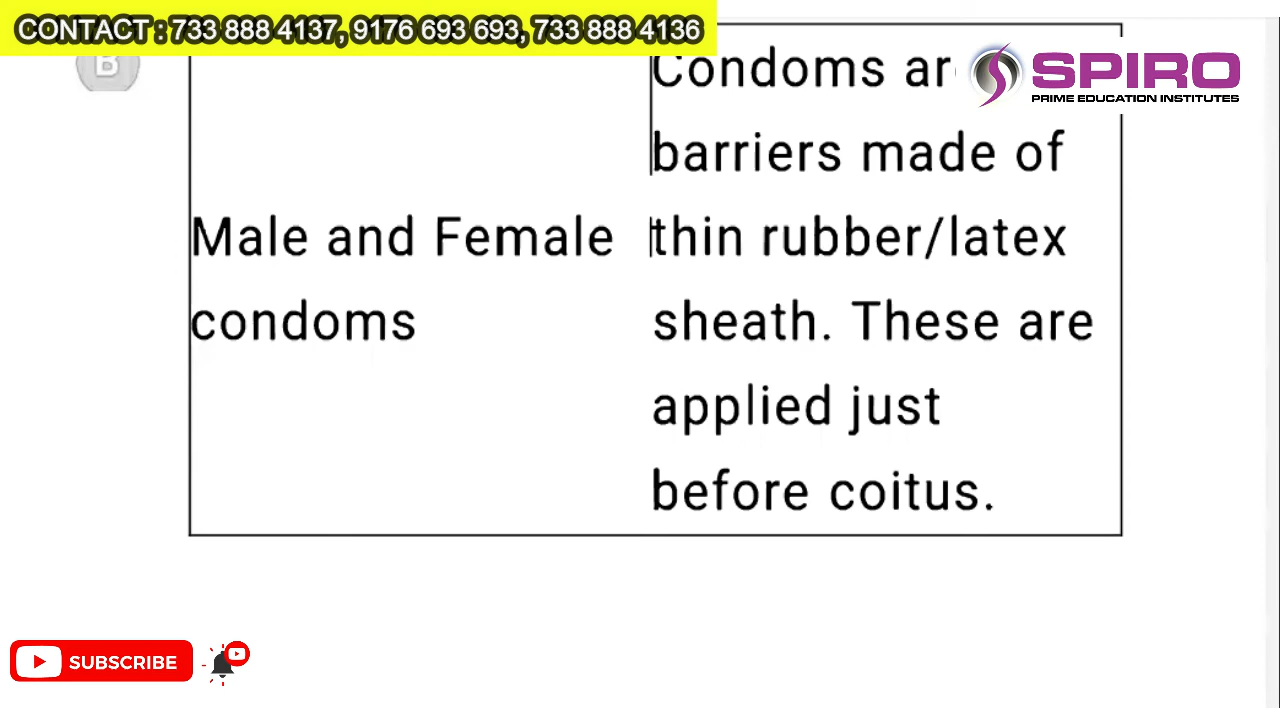 CONTACT : 733 888 4137, 9176 693 693, 733 888 4136
B
Condoms ar
SPIRO
PRIME EDUCATION INSTITUTES
barriers made of
Male and Female
thin rubber/latex
condoms
sheath. These are
applied just
before coitus.
SUBSCRIBE